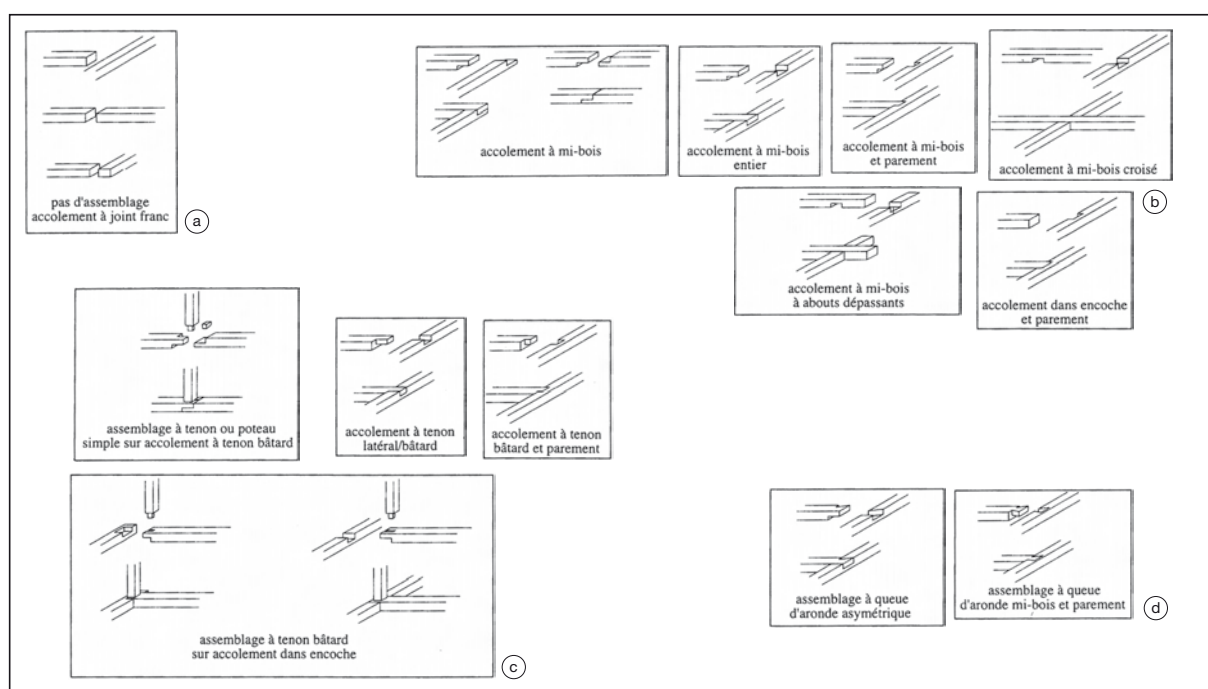 pas d'assemblage
accolement à joint franc
a
accolement à mi-bois
accolement à mi-bois
entier
accolement à mi-bois
et parement
accolement à mi-bois croisé
b
accolement à mi-bois
à abouts dépassants
accolement dans encoche
et parement
assemblage à tenon ou poteau
simple sur accolement à tenon bâtard
accolement à tenon
latéral/bâtard
accolement à tenon
bâtard et parement
assemblage à tenon bâtard
sur accolement dans encoche
c
assemblage à queue
d'aronde asymétrique
assemblage à queue
d'aronde mi-bois et parement
d